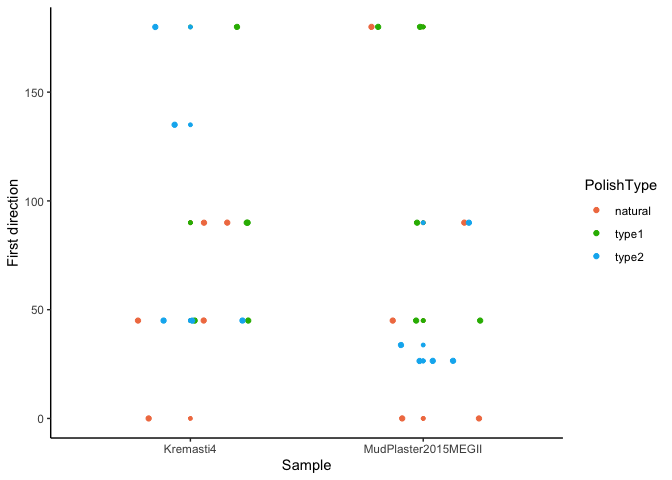 150
100
50
0
First direction
Kremasti4
MudPlaster2015MEGII
Sample
PolishType
natural
type1
type2